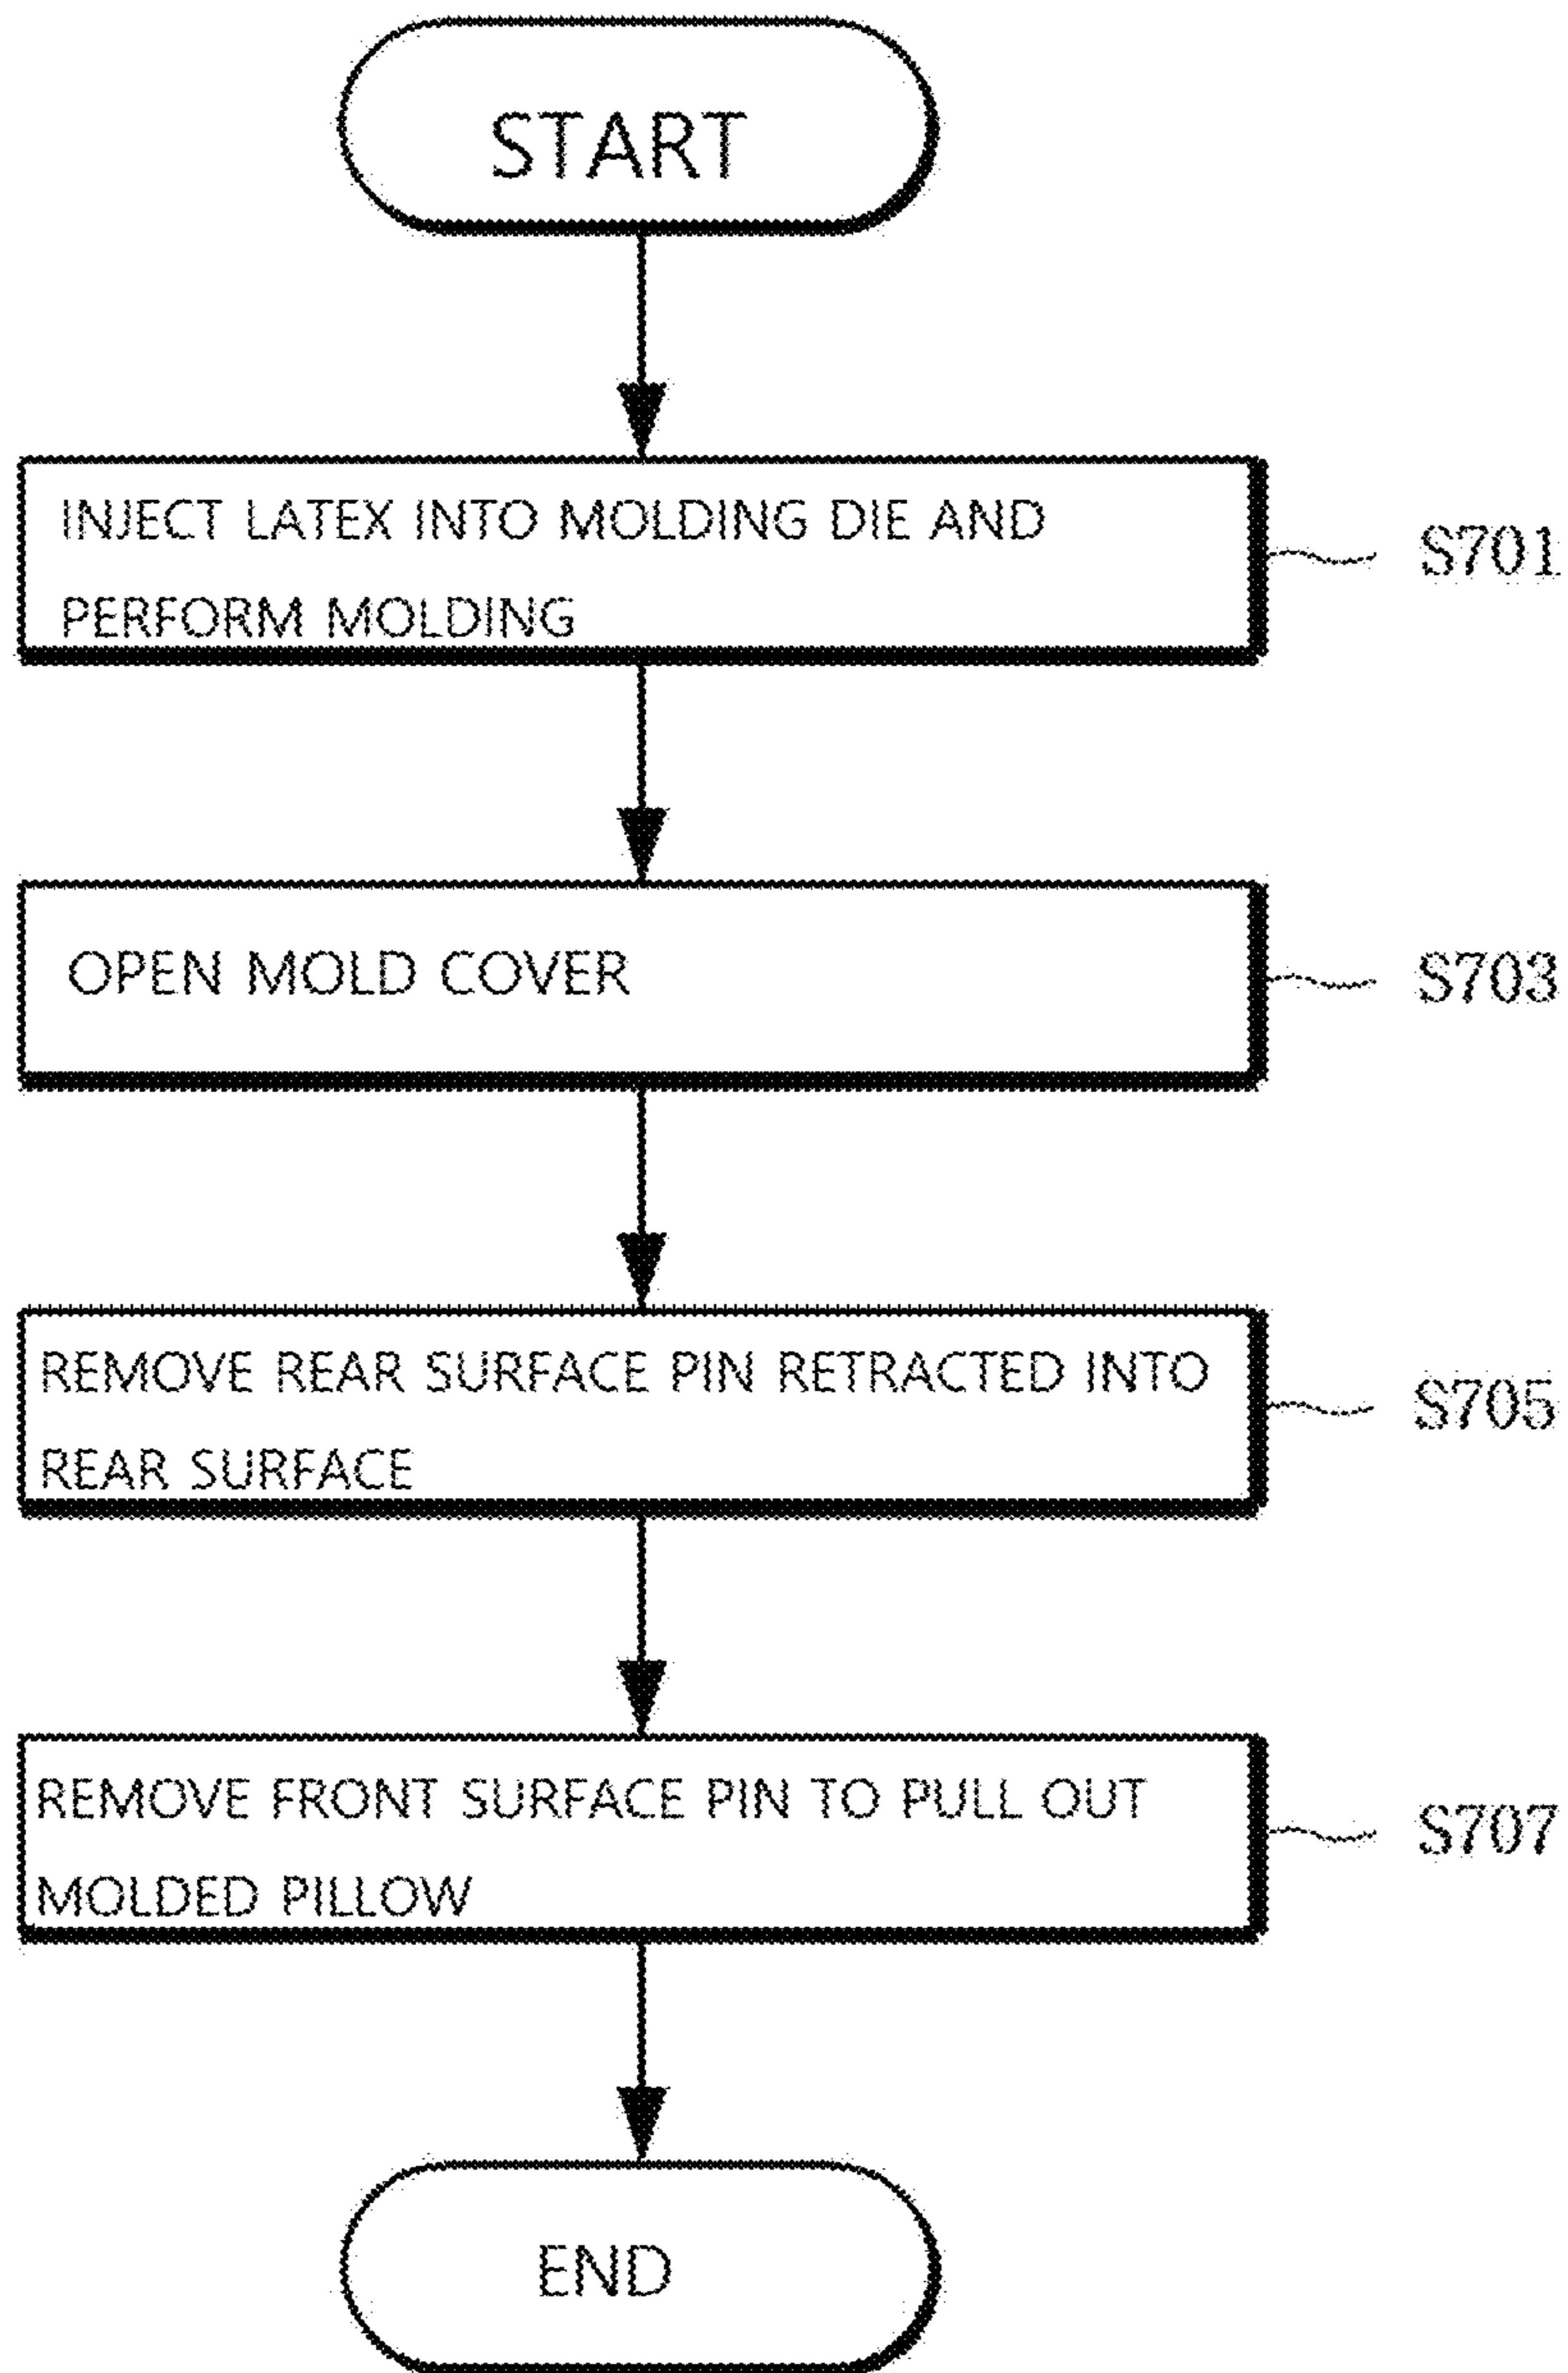 START
INJECT LATEX INTO MOLDING DIE AND
PERFORM MOLDING
S701
OPEN MOLD COVER
S703
REMOVE REAR SURFACE PIN RETRACTED INTO
REAR SURFACE
S705
REMOVE FRONT SURFACE PIN TO PULL OUT
MOLDED PILLOW
S707
END